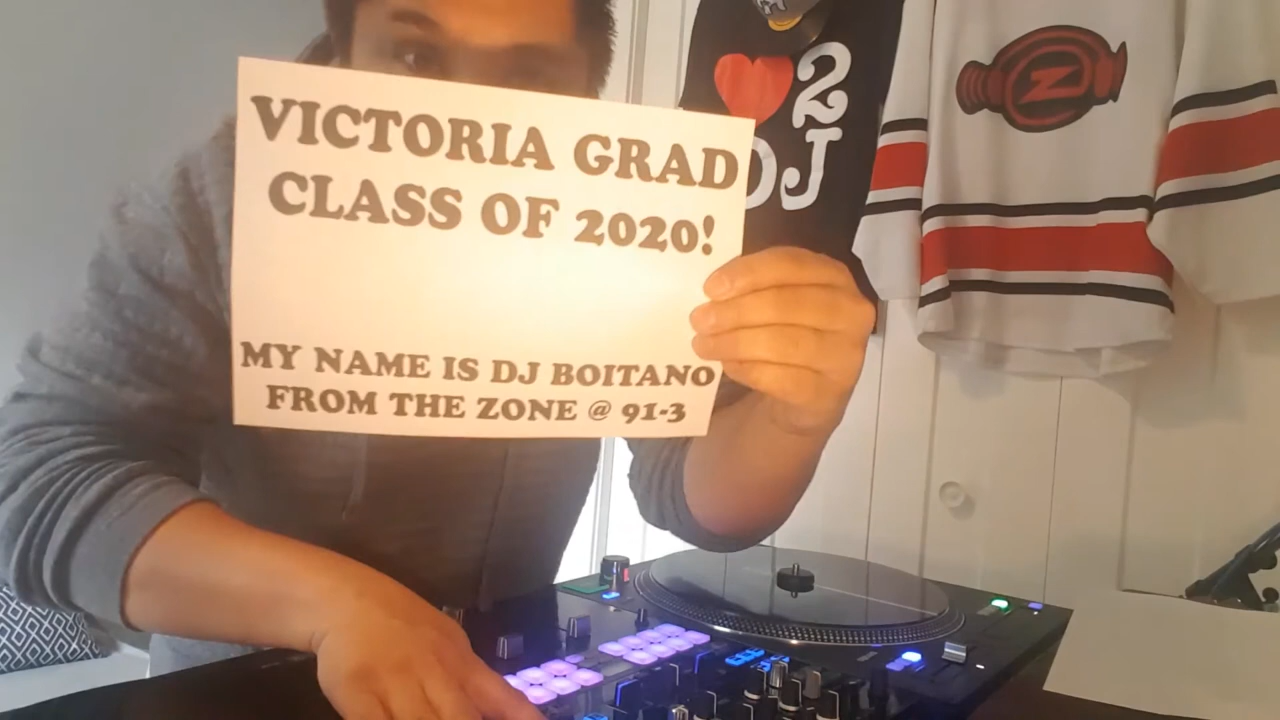 VICTORIA GRAD
CLASS OF 2020!
MY NAME IS DJ BOITANO
FROM THE ZONE @ 91-3
2
DJ
Z